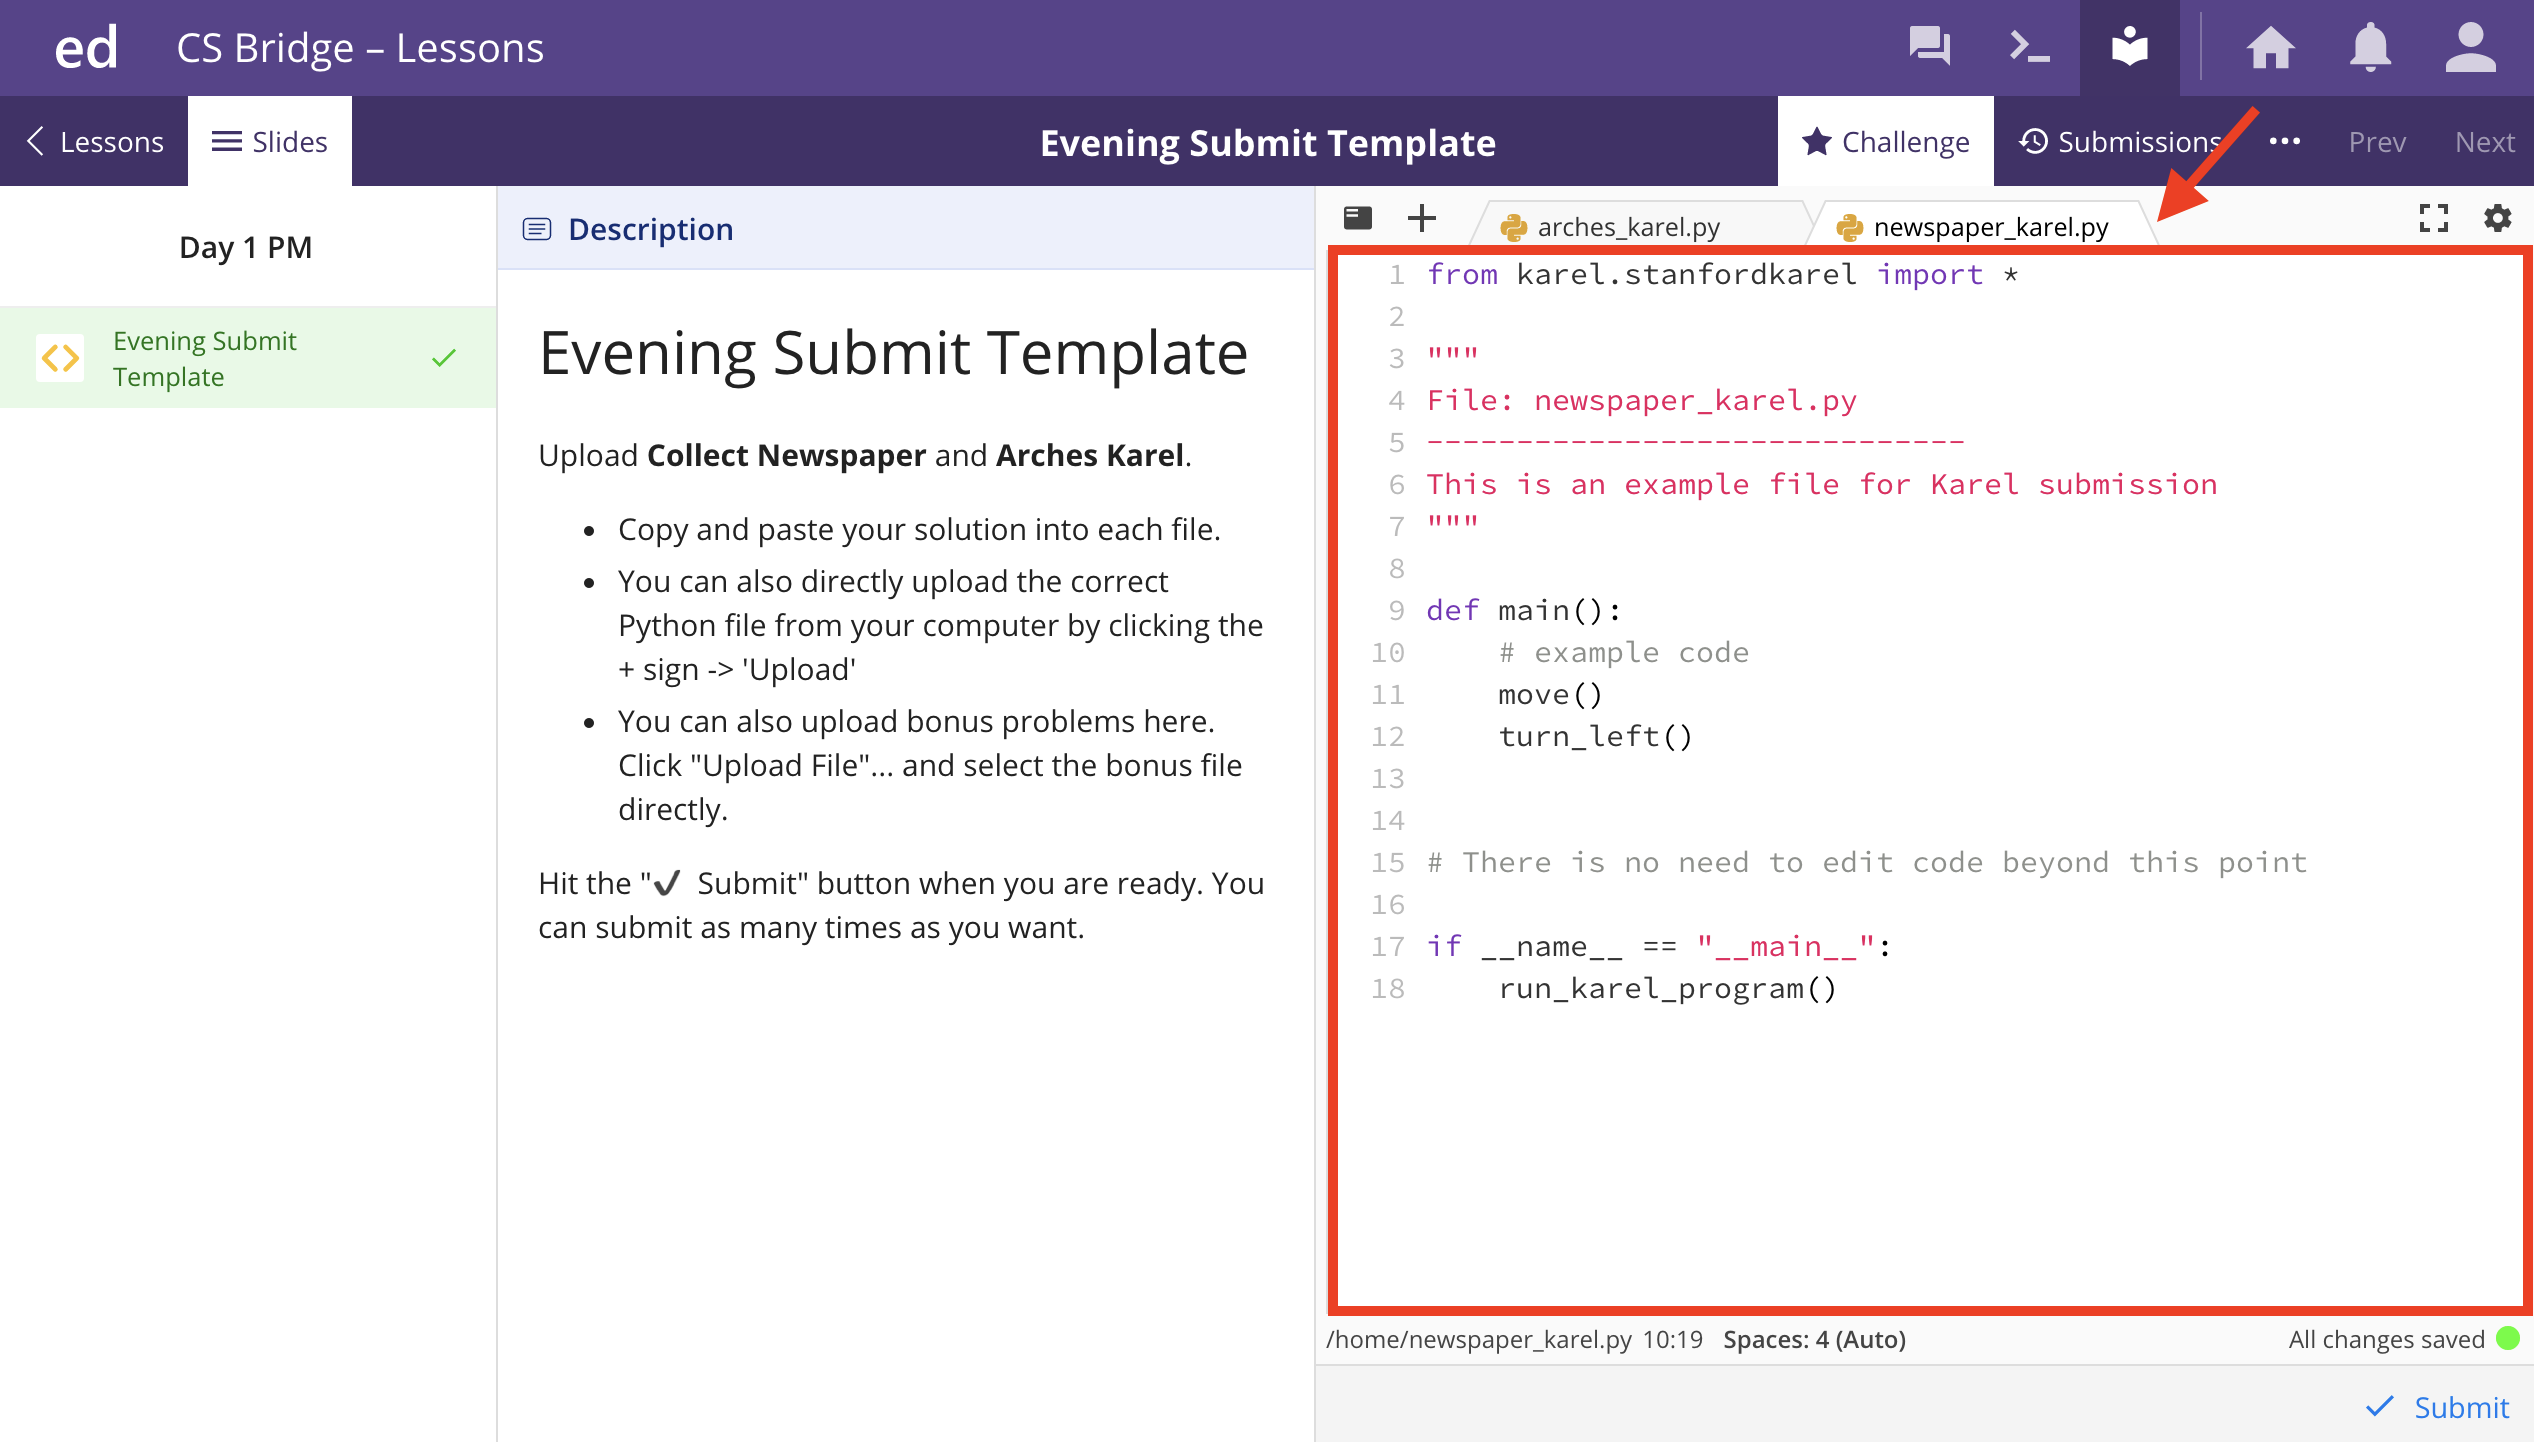 ed CS Bridge – Lessons
Lessons Slides Evening Submit Template Challenge Submissions ... Prev Next
Day 1 PM
Evening Submit
Template
Description
Evening Submit Template
Upload Collect Newspaper and Arches Karel.
• Copy and paste your solution into each file.
• You can also directly upload the correct
Python file from your computer by clicking the
+ sign -> 'Upload'
• You can also upload bonus problems here.
Click "Upload File"... and select the bonus file
directly.
Hit the "✔ Submit" button when you are ready. You
can submit as many times as you want.
arches_karel.py newspaper_karel.py
1 from karel.stanfordkarel import *
2
3 """
4 File: newspaper_karel.py
5 ------------------------------
6 This is an example file for Karel submission
7 """
8
9 def main():
10     # example code
11     move()
12     turn_left()
13
14
15 # There is no need to edit code beyond this point
16
17 if __name__ == "__main__":
18     run_karel_program()
/home/newspaper_karel.py 10:19 Spaces: 4 (Auto) All changes saved
Submit